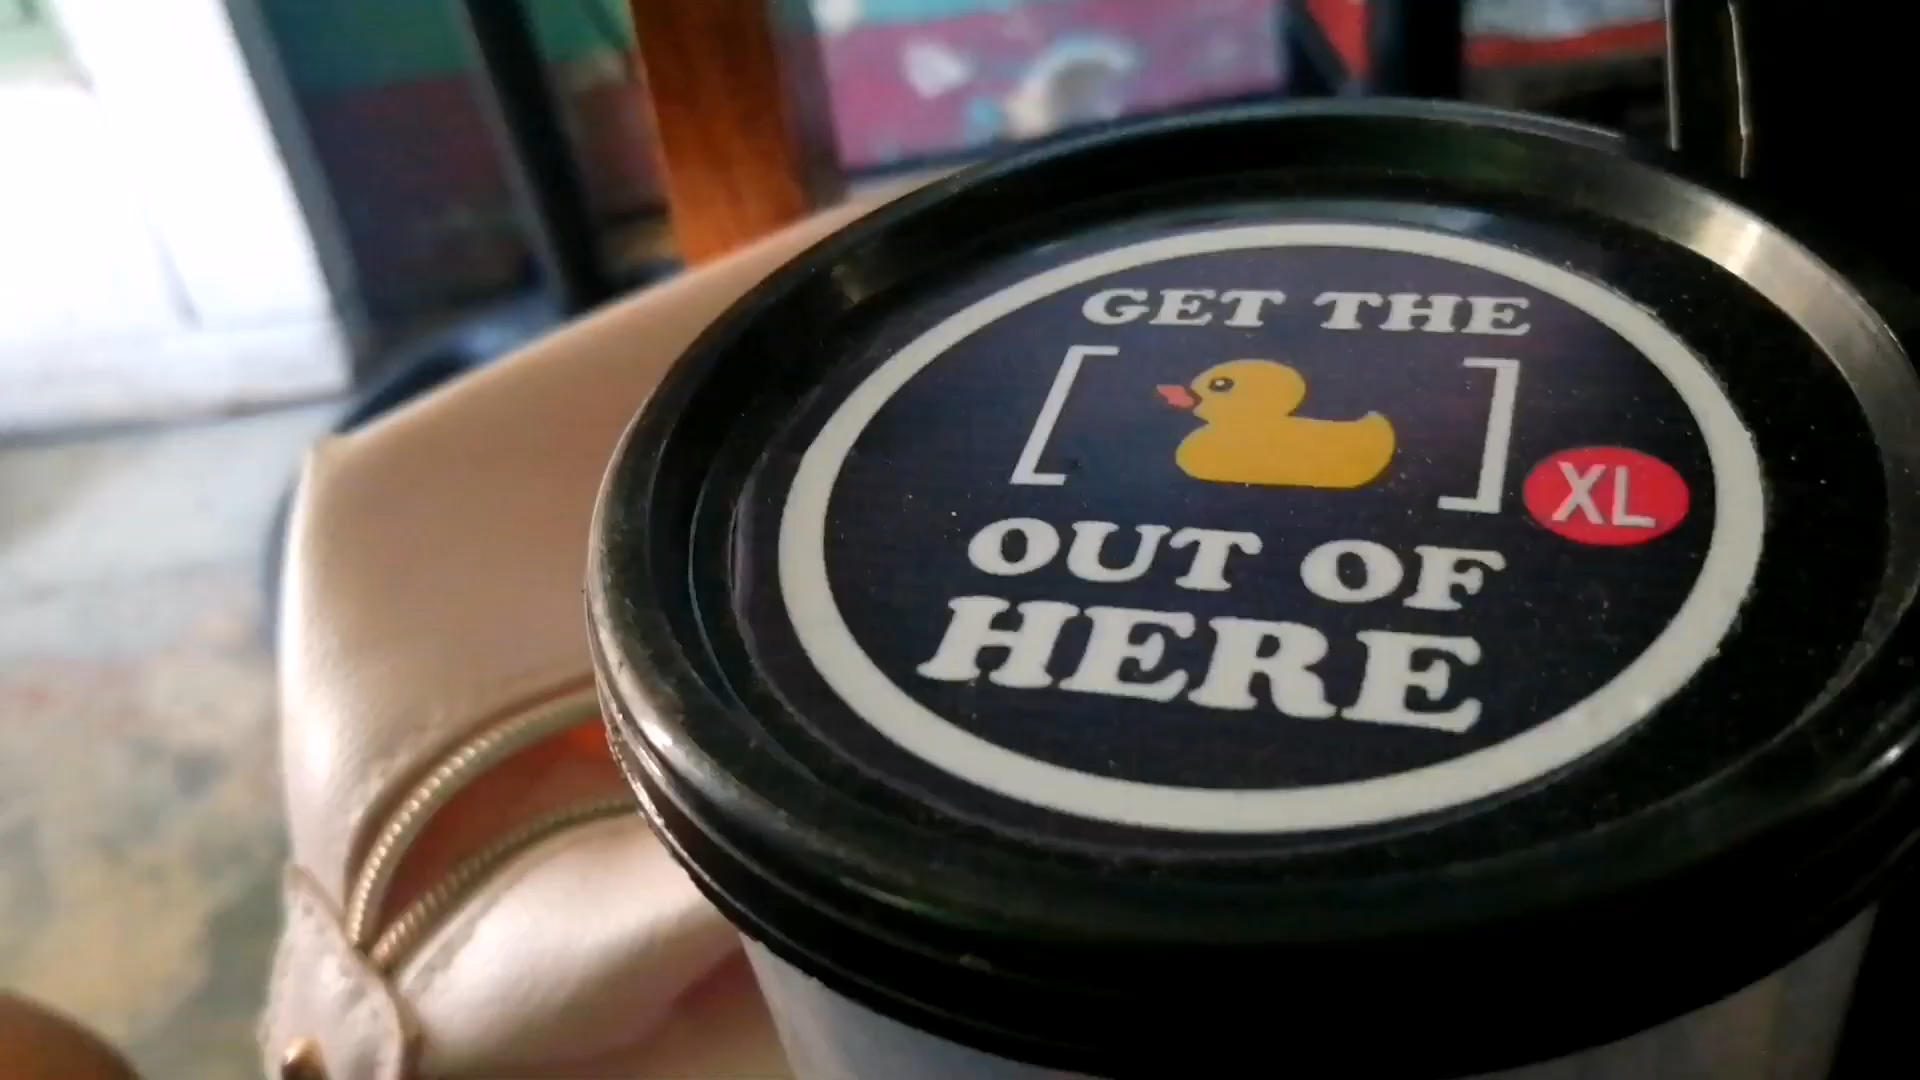 GET THE
[ ]
XL
OUT OF
HERE